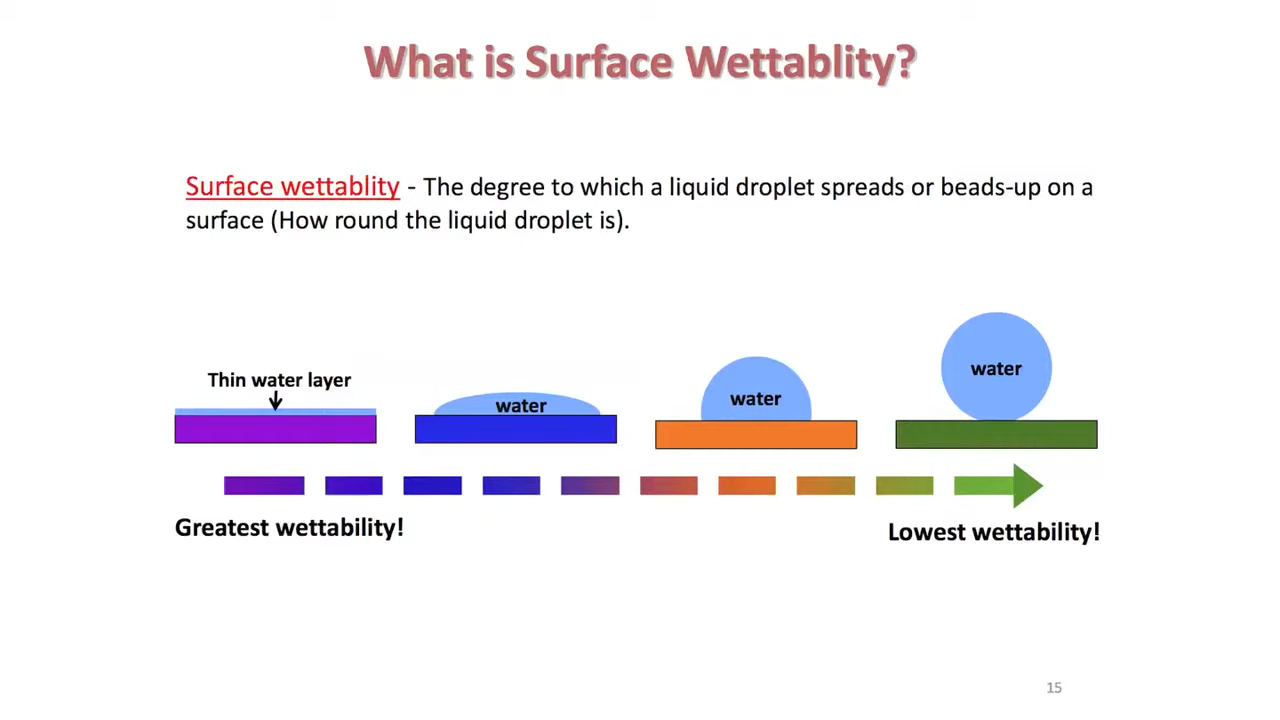 What is Surface Wettablity?
Surface wettablity - The degree to which a liquid droplet spreads or beads-up on a
surface (How round the liquid droplet is).
Thin water layer
water
water
water
Greatest wettability!
Lowest wettability!
15